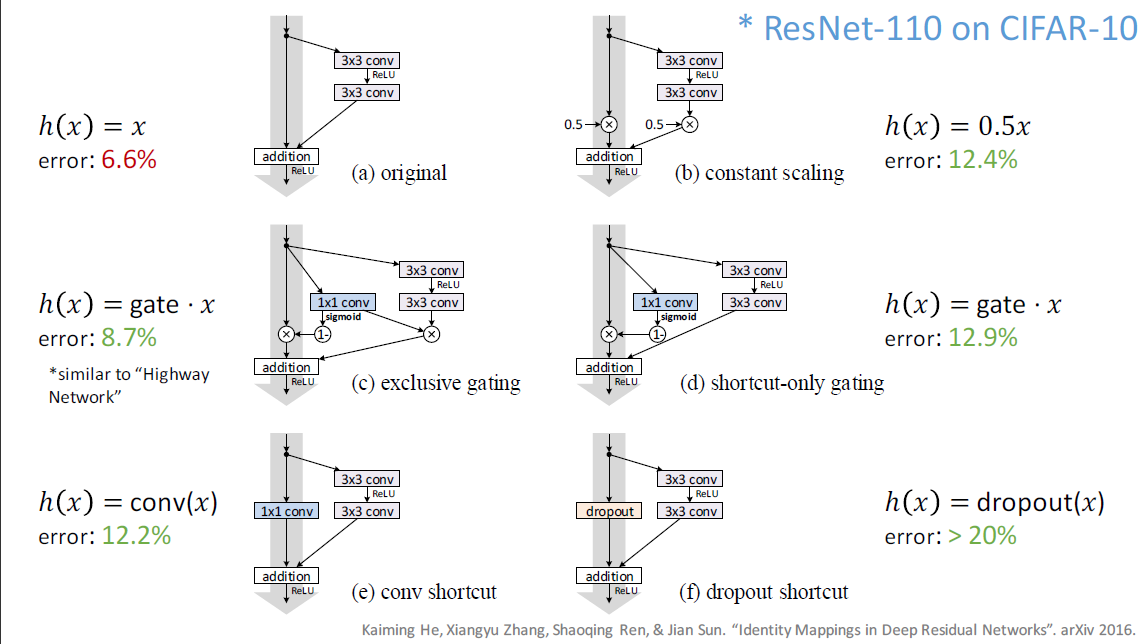 * ResNet-110 on CIFAR-10
3x3 conv
ReLU
3x3 conv
h(x) = x
error: 6.6%
addition
ReLU
(a) original
3x3 conv
ReLU
3x3 conv
0.5
×
0.5
×
h(x) = 0.5x
error: 12.4%
addition
ReLU
(b) constant scaling
3x3 conv
ReLU
1x1 conv
3x3 conv
sigmoid
h(x) = gate · x
error: 8.7%
×
1-
×
addition
ReLU
*similar to “Highway
Network”
(c) exclusive gating
3x3 conv
ReLU
1x1 conv
3x3 conv
sigmoid
h(x) = gate · x
error: 12.9%
×
1-
addition
ReLU
(d) shortcut-only gating
3x3 conv
ReLU
1x1 conv
3x3 conv
h(x) = conv(x)
error: 12.2%
addition
ReLU
(e) conv shortcut
3x3 conv
ReLU
dropout
3x3 conv
h(x) = dropout(x)
error: > 20%
addition
ReLU
(f) dropout shortcut
Kaiming He, Xiangyu Zhang, Shaoqing Ren, & Jian Sun. “Identity Mappings in Deep Residual Networks”. arXiv 2016.